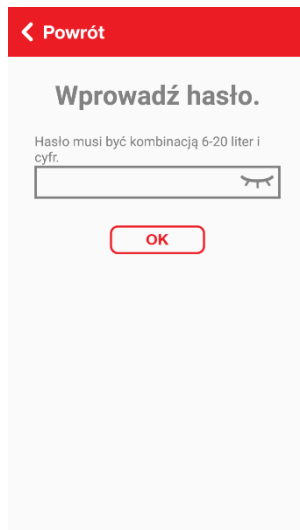 Powrót
Wprowadź hasło.
Hasło musi być kombinacją 6-20 liter i
cyfr.
OK